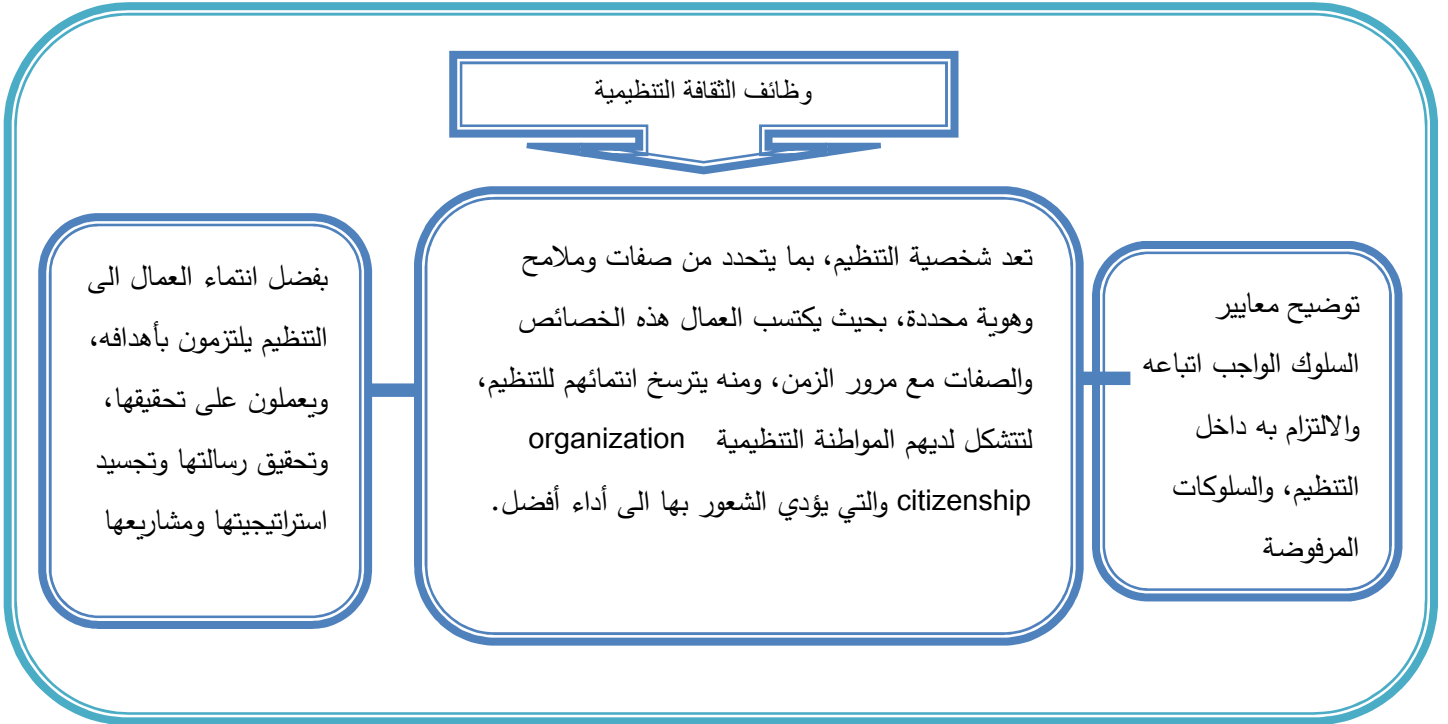 وظائف الثقافة التنظيمية
توضيح معايير
السلوك الواجب اتباعه
والالتزام به داخل
التنظيم، والسلوكات
المرفوضة
تعد شخصية التنظيم، بما يتحدد من صفات وملامح
وهوية محددة، بحيث يكتسب العمال هذه الخصائص
والصفات مع مرور الزمن، ومنه يترسخ انتمائهم للتنظيم،
لتتشكل لديهم المواطنة التنظيمية organization
citizenship والتي يؤدي الشعور بها الى أداء أفضل.
بفضل انتماء العمال الى
التنظيم يلتزمون بأهدافه،
ويعملون على تحقيقها،
وتحقيق رسالتها وتجسيد
استراتيجيتها ومشاريعها